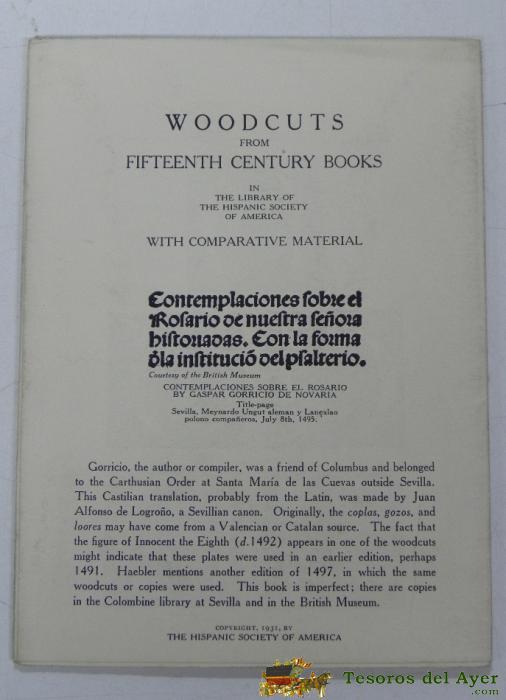 WOODCUTS
FROM
FIFTEENTH CENTURY BOOKS
IN
THE LIBRARY OF
THE HISPANIC SOCIETY
OF AMERICA
WITH COMPARATIVE MATERIAL
Contemplaciones sobre el
Rosario de nuestra señora
historiadas. Con la forma
d̄la instituciō del psalterio.
Courtesy of the British Museum
CONTEMPLACIONES SOBRE EL ROSARIO
BY GASPAR GORRICIO DE NOVARIA
Title-page
Sevilla, Meynardo Ungut aleman y Lançalao
polono compañeros, July 8th, 1495.
Gorricio, the author or compiler, was a friend of Columbus and belonged
to the Carthusian Order at Santa María de las Cuevas outside Sevilla.
This Castilian translation, probably from the Latin, was made by Juan
Alfonso de Logroño, a Sevillian canon. Originally, the coplas, gozos, and
loores may have come from a Valencian or Catalan source. The fact that
the figure of Innocent the Eighth (d.1492) appears in one of the woodcuts
might indicate that these plates were used in an earlier edition, perhaps
1491. Haebler mentions another edition of 1497, in which the same
woodcuts or copies were used. This book is imperfect; there are copies
in the Colombine library at Sevilla and in the British Museum.
COPYRIGHT, 1931, BY
THE HISPANIC SOCIETY OF AMERICA
Tesoros del Ayer
.com